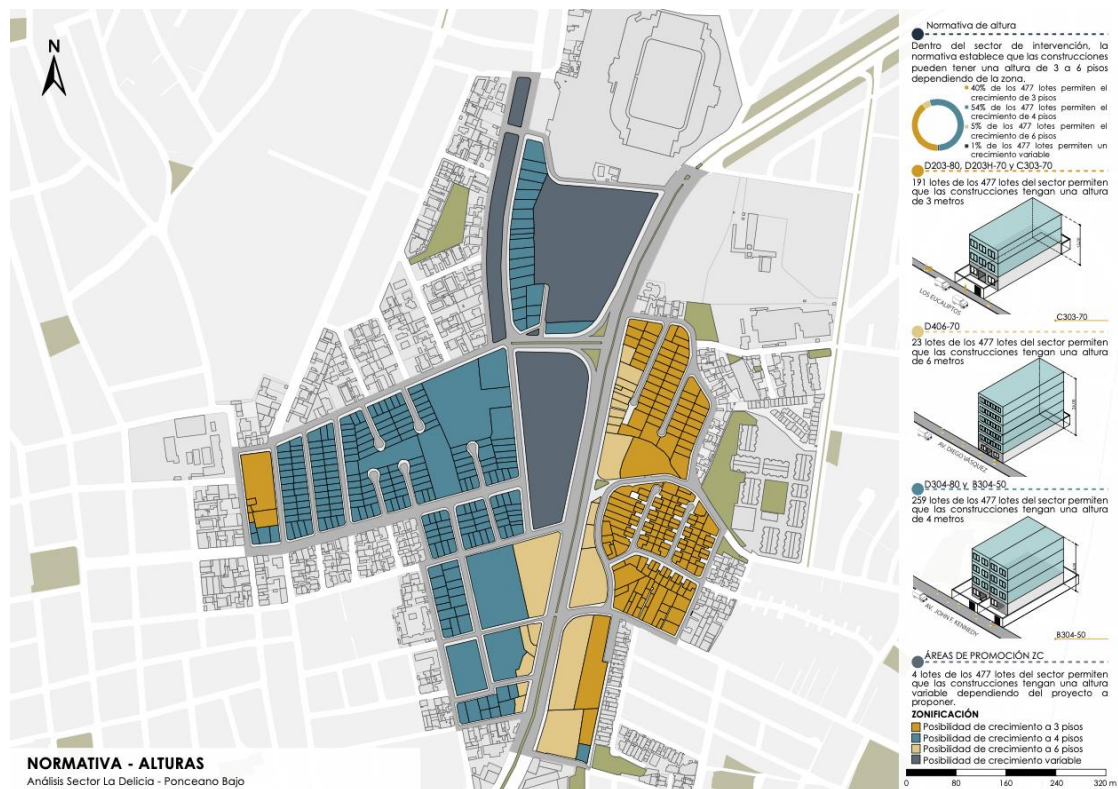 N
NORMATIVA - ALTURAS
Análisis Sector La Delicia - Ponceano Bajo
Normativa de altura
Dentro del sector de intervención, la
normativa establece que las construcciones
pueden tener una altura de 3 a 6 pisos
dependiendo de la zona.
40% de los 477 lotes permiten el
crecimiento de 3 pisos
54% de los 477 lotes permiten el
crecimiento de 4 pisos
5% de los 477 lotes permiten el
crecimiento de 6 pisos
1% de los 477 lotes permiten un
crecimiento variable
D203-80, D203H-70 y C303-70
191 lotes de los 477 lotes del sector permiten
que las construcciones tengan una altura
de 3 metros
LOS EUCALIPTOS
C303-70
D406-70
23 lotes de los 477 lotes del sector permiten
que las construcciones tengan una altura
de 6 metros
AV. DIEGO VÁSQUEZ
D304-80 y B304-50
259 lotes de los 477 lotes del sector permiten
que las construcciones tengan una altura
de 4 metros
AV. JOHN F. KENNEDY
B304-50
ÁREAS DE PROMOCIÓN ZC
4 lotes de los 477 lotes del sector permiten
que las construcciones tengan una altura
variable dependiendo del proyecto a
proponer.
ZONIFICACIÓN
Posibilidad de crecimiento a 3 pisos
Posibilidad de crecimiento a 4 pisos
Posibilidad de crecimiento a 6 pisos
Posibilidad de crecimiento variable
0 80 160 240 320 m